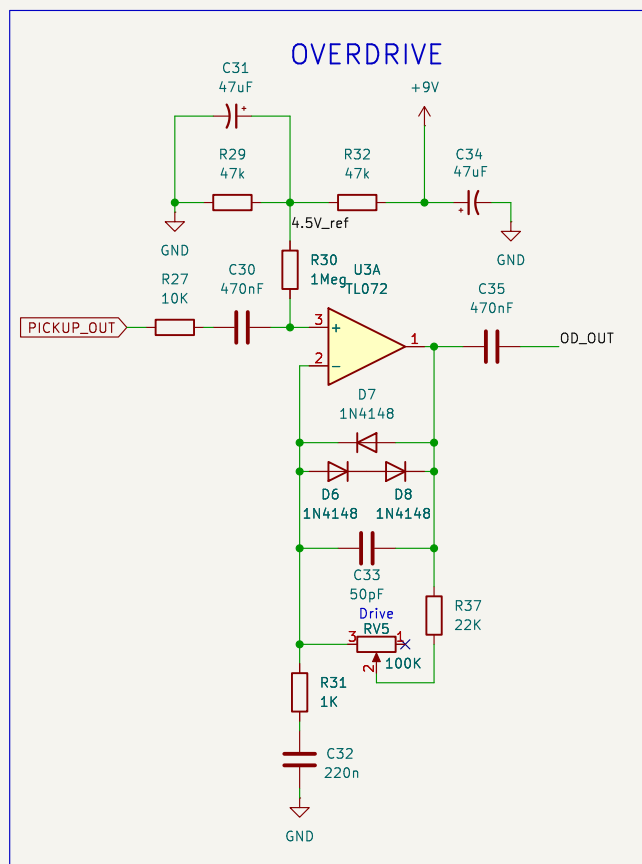 OVERDRIVE
C31
47uF
+
+9V
R29
47k
R32
47k
C34
47uF
+
4.5V_ref
GND
GND
R27
10K
C30
470nF
R30
1Meg
U3A
TL072
C35
470nF
PICKUP_OUT
3
+
1
2
−
OD_OUT
D7
1N4148
D6
1N4148
D8
1N4148
C33
50pF
Drive
RV5
3
1
2
100K
R37
22K
R31
1K
C32
220n
GND